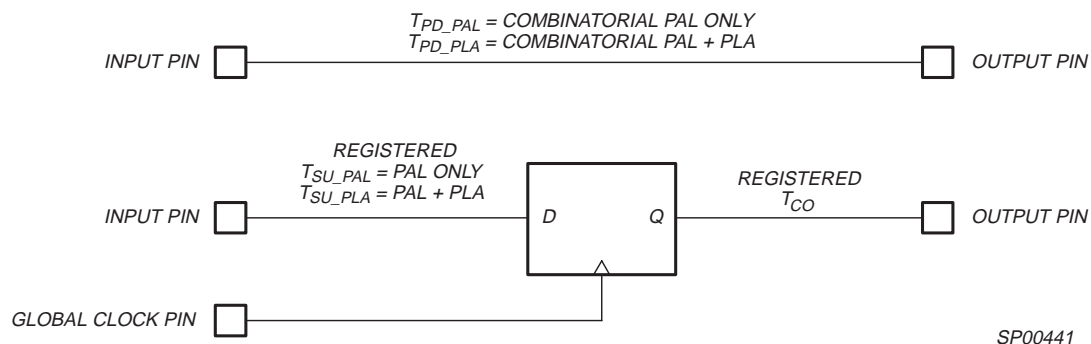 T_PD_PAL = COMBINATORIAL PAL ONLY
T_PD_PLA = COMBINATORIAL PAL + PLA
INPUT PIN
OUTPUT PIN
REGISTERED
T_SU_PAL = PAL ONLY
T_SU_PLA = PAL + PLA
REGISTERED
T_CO
INPUT PIN
D
Q
OUTPUT PIN
GLOBAL CLOCK PIN
SP00441